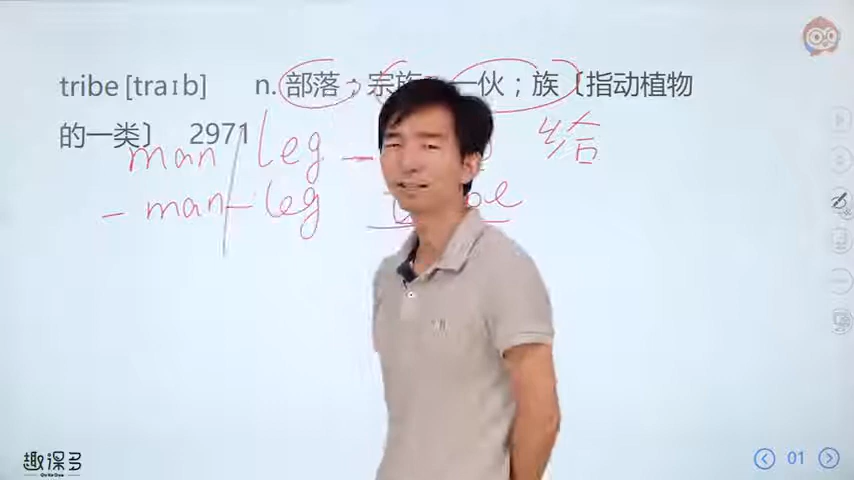 tribe [traɪb] n. 部落；宗族；一伙；族〔指动植物
的一类〕 2971
man / leg – 给
– man – leg be
趣课多
01